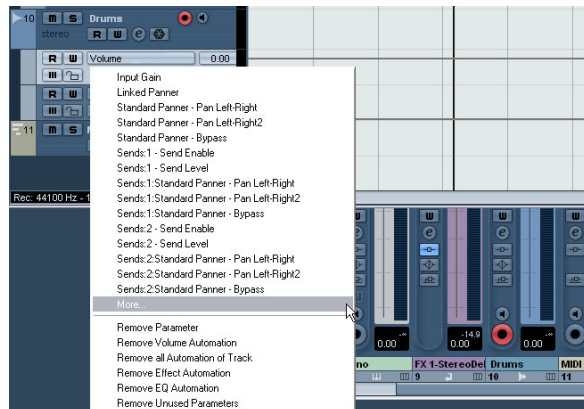 10 m S Drums
stereo R W e
R W Volume 0.00
R W
11 m S
Input Gain
Linked Panner
Standard Panner - Pan Left-Right
Standard Panner - Pan Left-Right2
Standard Panner - Bypass
Sends:1 - Send Enable
Sends:1 - Send Level
Sends:1:Standard Panner - Pan Left-Right
Sends:1:Standard Panner - Pan Left-Right2
Sends:1:Standard Panner - Bypass
Sends:2 - Send Enable
Sends:2 - Send Level
Sends:2:Standard Panner - Pan Left-Right
Sends:2:Standard Panner - Pan Left-Right2
Sends:2:Standard Panner - Bypass
More...
Remove Parameter
Remove Volume Automation
Remove all Automation of Track
Remove Effect Automation
Remove EQ Automation
Remove Unused Parameters
Rec: 44100 Hz - 1
W W W
e e e
-∞ -14.9 -∞
0.00 0.00 0.00
no FX 1-StereoDel Drums MIDI
9 10 11